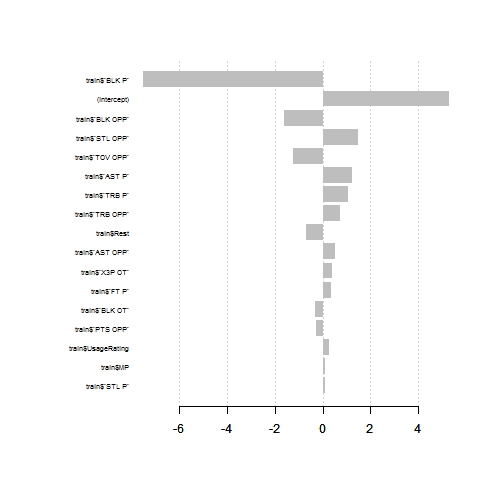 train$`BLK P`
(Intercept)
train$`BLK OPP`
train$`STL OPP`
train$`TOV OPP`
train$`AST P`
train$`TRB P`
train$`TRB OPP`
train$Rest
train$`AST OPP`
train$`X3P OT`
train$`FT P`
train$`BLK OT`
train$`PTS OPP`
train$UsageRating
train$MP
train$`STL P`
-6 -4 -2 0 2 4